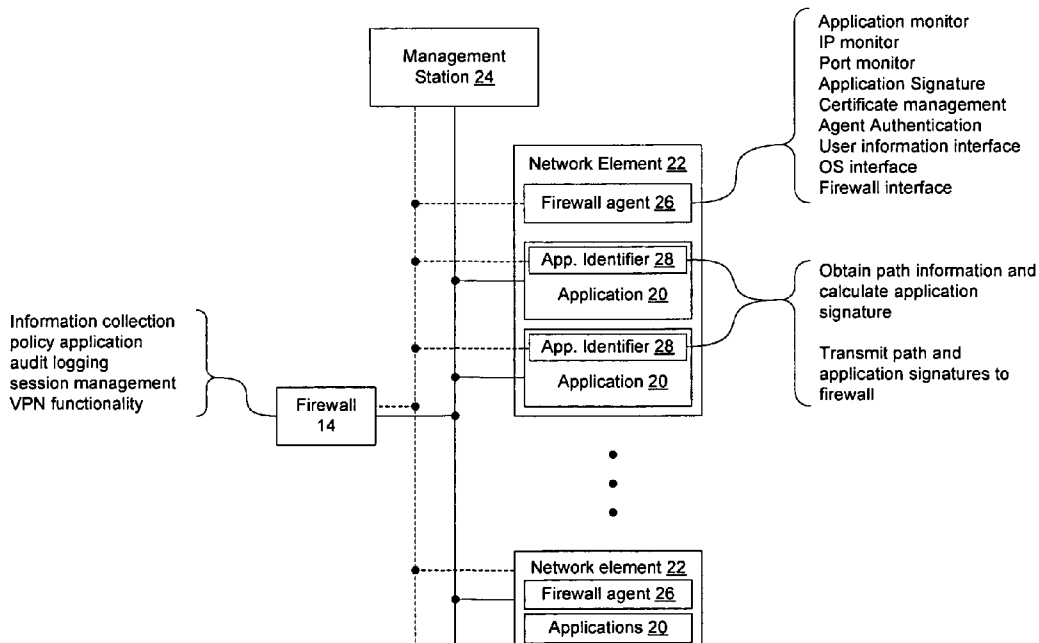 Management
Station 24
Application monitor
IP monitor
Port monitor
Application Signature
Certificate management
Agent Authentication
User information interface
OS interface
Firewall interface
Network Element 22
Firewall agent 26
App. Identifier 28
Application 20
App. Identifier 28
Application 20
Obtain path information and
calculate application
signature
Transmit path and
application signatures to
firewall
Information collection
policy application
audit logging
session management
VPN functionality
Firewall
14
Network element 22
Firewall agent 26
Applications 20